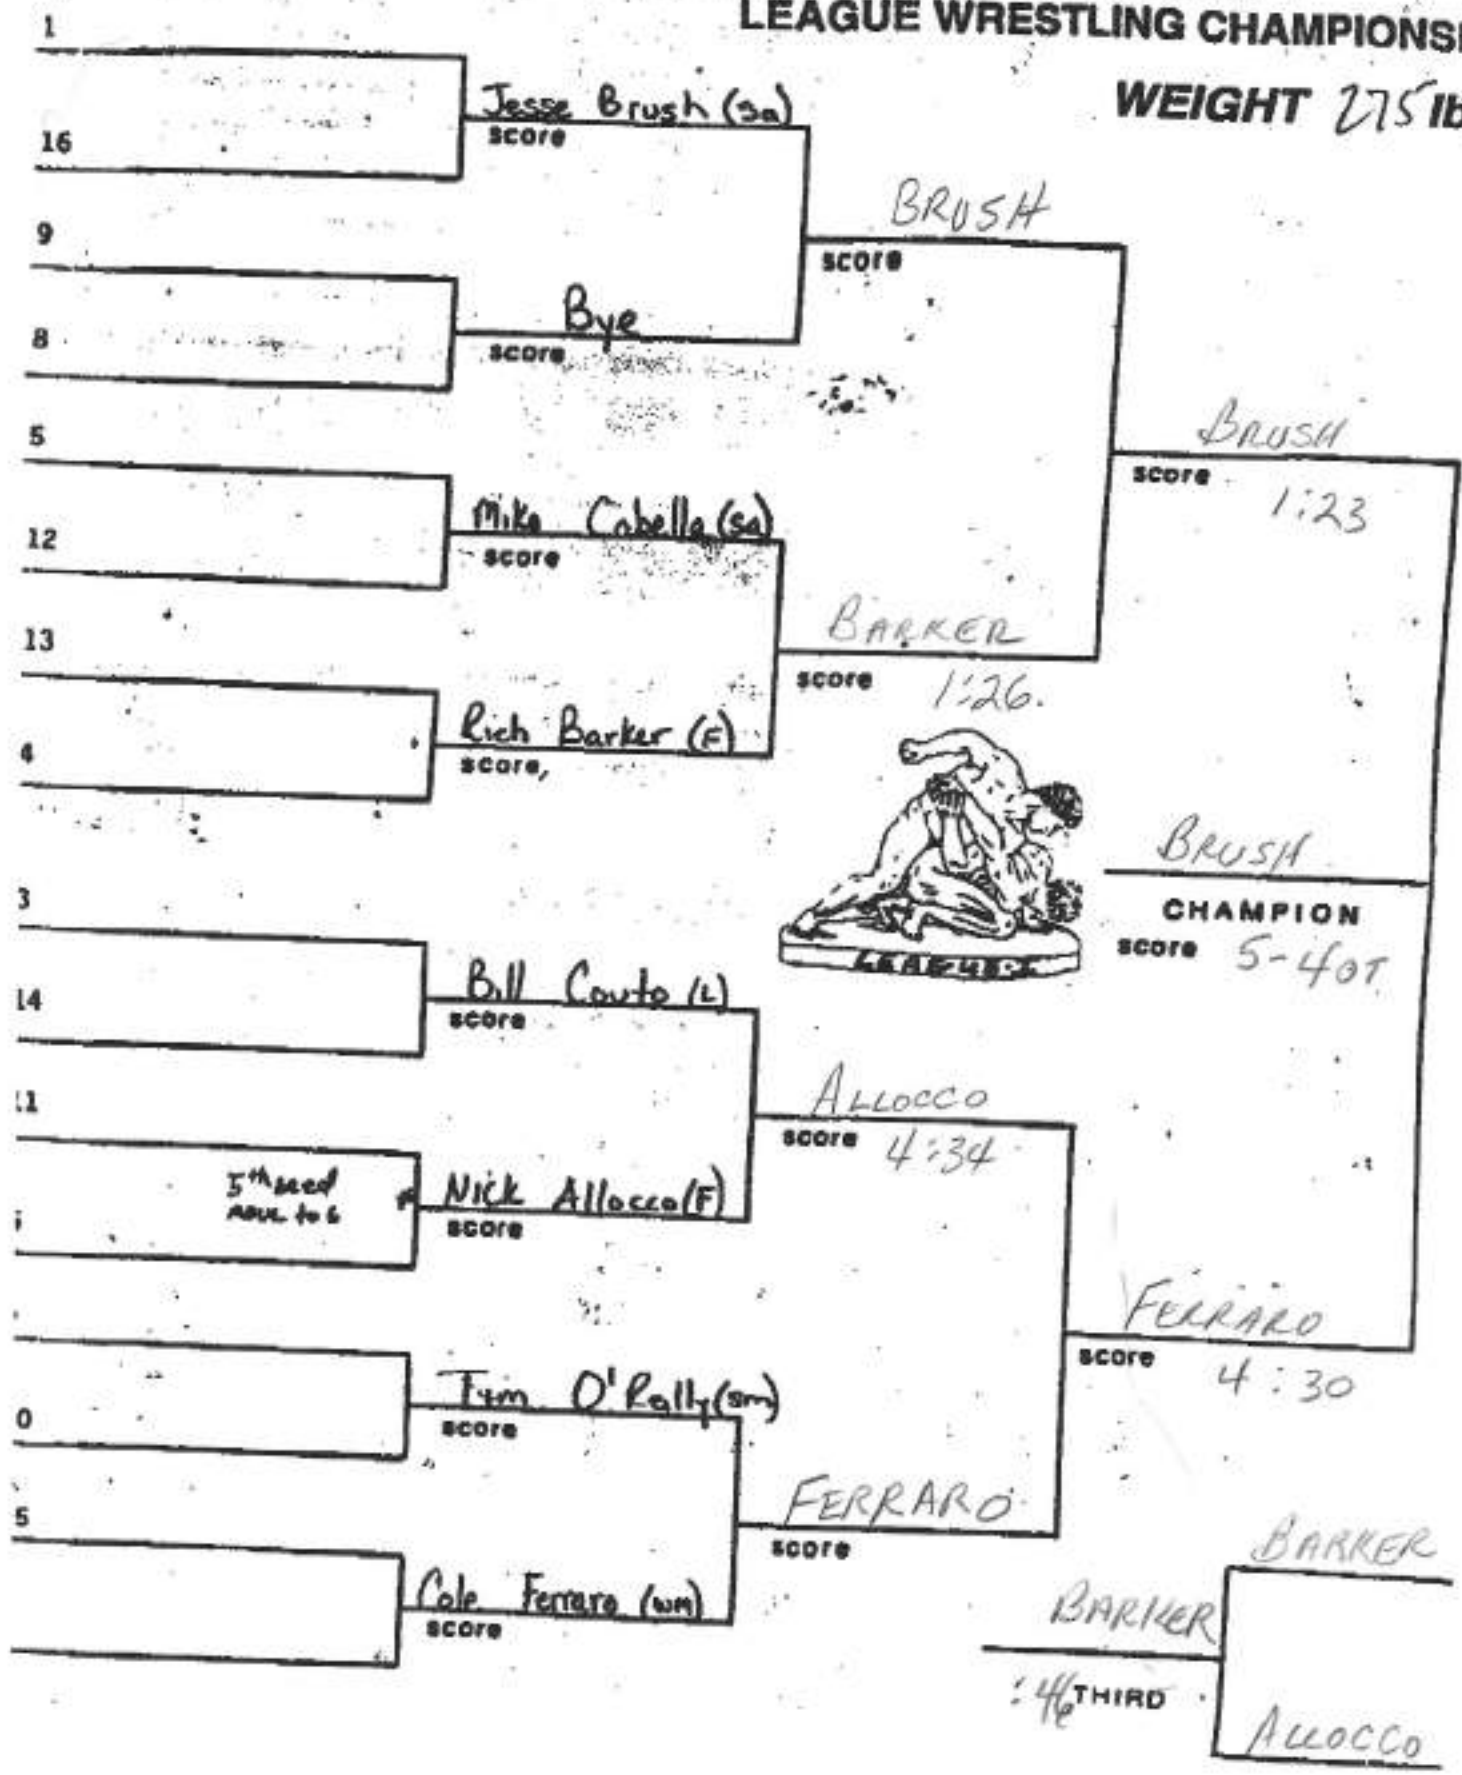 LEAGUE WRESTLING CHAMPIONS
WEIGHT 275 lb
1
Jesse Brush (Sa)
score
16
BRUSH
score
9
Bye
score
8
BRUSH
score
1:23
5
Mike Cabella (Sa)
score
12
BARKER
score
1:26.
13
Rich Barker (F)
score,
4
BRUSH
CHAMPION
score 5-4 OT
LEAGUE I
3
Bill Couto (L)
score
14
ALLOCCO
score 4:34
11
5th seed
move to 6
Nick Allocco (F)
score
FERRARO
score
4:30
Tym O'Rally (Sm)
score
0
FERRARO
score
5
Cole Ferraro (WM)
score
BARKER
BARKER
:46 THIRD
ALLOCCO